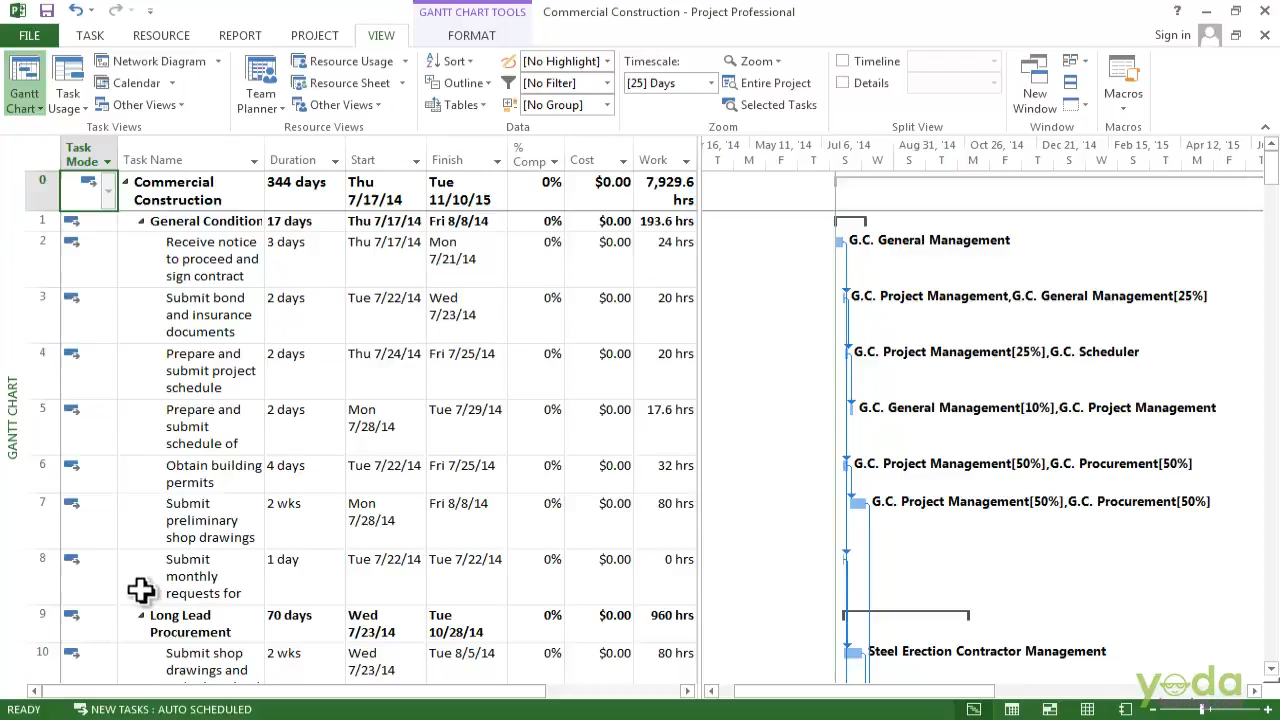 GANTT CHART TOOLS
Commercial Construction - Project Professional
?
FILE TASK RESOURCE REPORT PROJECT VIEW FORMAT
Sign in
Gantt Chart
Task Usage
Network Diagram
Calendar
Other Views
Task Views
Team Planner
Resource Usage
Resource Sheet
Other Views
Resource Views
Sort
Outline
Tables
[No Highlight]
[No Filter]
[No Group]
Data
Timescale:
[25] Days
Zoom
Entire Project
Selected Tasks
Zoom
Timeline
Details
Split View
New Window
Window
Macros
Macros
Task Mode
Task Name
Duration
Start
Finish
% Comp
Cost
Work
16, '14 May 11, '14 Jul 6, '14 Aug 31, '14 Oct 26, '14 Dec 21, '14 Feb 15, '15 Apr 12, '15
T M F T S W S T M F T S W S T M F
0 Commercial Construction 344 days Thu 7/17/14 Tue 11/10/15 0% $0.00 7,929.6 hrs
1 General Condition 17 days Thu 7/17/14 Fri 8/8/14 0% $0.00 193.6 hrs
2 Receive notice to proceed and sign contract 3 days Thu 7/17/14 Mon 7/21/14 0% $0.00 24 hrs
G.C. General Management
3 Submit bond and insurance documents 2 days Tue 7/22/14 Wed 7/23/14 0% $0.00 20 hrs
G.C. Project Management,G.C. General Management[25%]
4 Prepare and submit project schedule 2 days Thu 7/24/14 Fri 7/25/14 0% $0.00 20 hrs
G.C. Project Management[25%],G.C. Scheduler
5 Prepare and submit schedule of 2 days Mon 7/28/14 Tue 7/29/14 0% $0.00 17.6 hrs
G.C. General Management[10%],G.C. Project Management
6 Obtain building permits 4 days Tue 7/22/14 Fri 7/25/14 0% $0.00 32 hrs
G.C. Project Management[50%],G.C. Procurement[50%]
7 Submit preliminary shop drawings 2 wks Mon 7/28/14 Fri 8/8/14 0% $0.00 80 hrs
G.C. Project Management[50%],G.C. Procurement[50%]
8 Submit monthly requests for 1 day Tue 7/22/14 Tue 7/22/14 0% $0.00 0 hrs
9 Long Lead Procurement 70 days Wed 7/23/14 Tue 10/28/14 0% $0.00 960 hrs
10 Submit shop drawings and 2 wks Wed 7/23/14 Tue 8/5/14 0% $0.00 80 hrs
Steel Erection Contractor Management
GANTT CHART
yoda
READY
NEW TASKS : AUTO SCHEDULED